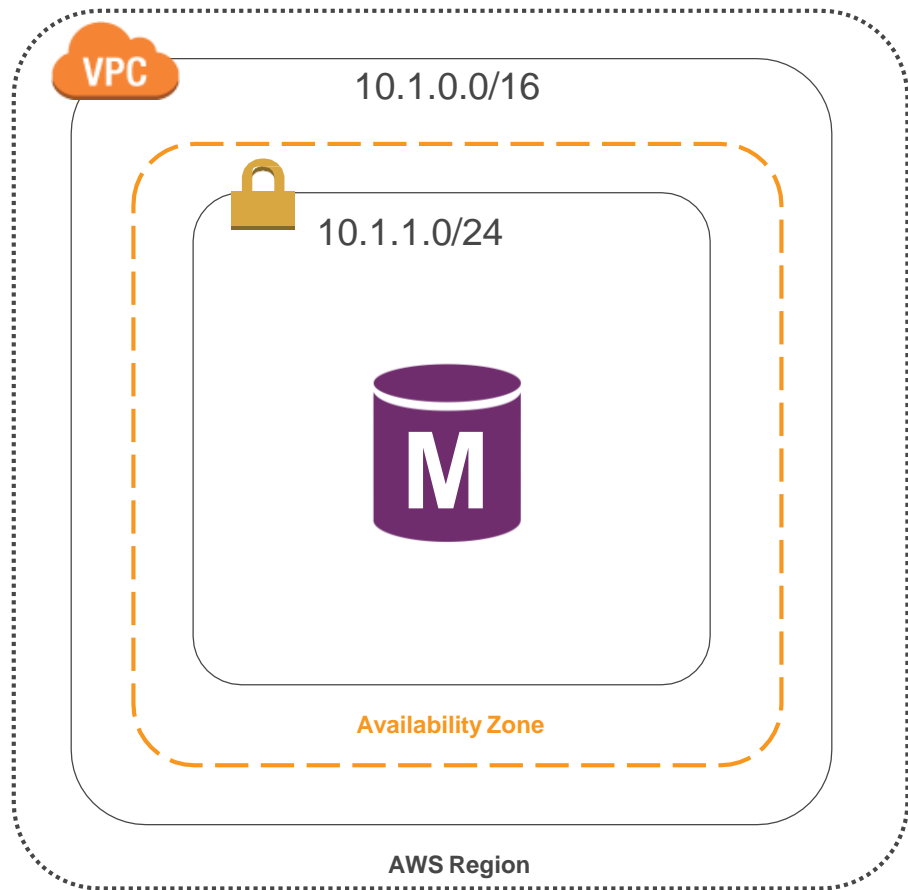 VPC
10.1.0.0/16
10.1.1.0/24
M
Availability Zone
AWS Region